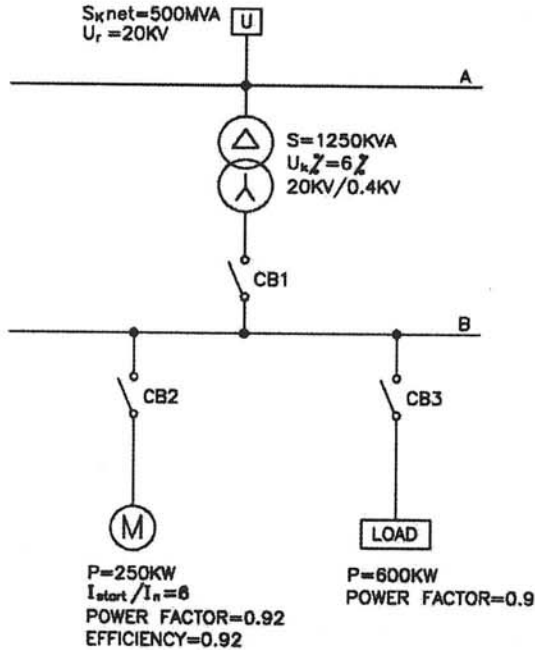 SKnet=500MVA
Ur=20KV
U
A
S=1250KVA
Uk%=6%
20KV/0.4KV
CB1
B
CB2
CB3
M
LOAD
P=250KW
Istart/In=6
POWER FACTOR=0.92
EFFICIENCY=0.92
P=600KW
POWER FACTOR=0.9